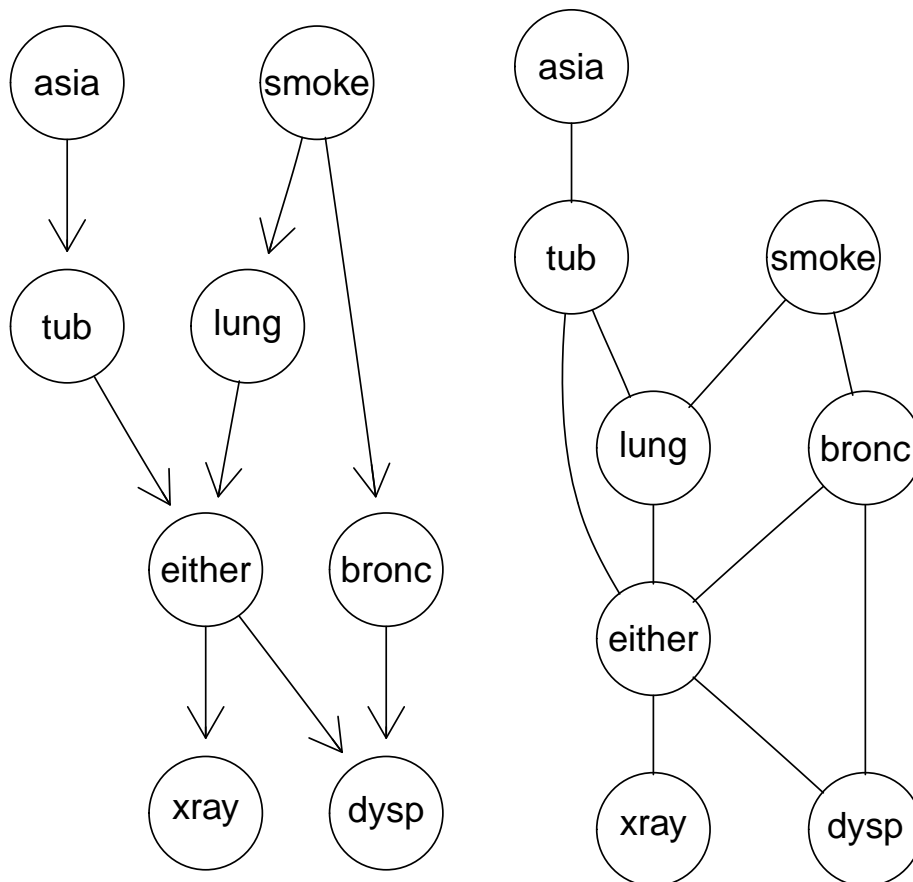 asia
smoke
tub
lung
either
bronc
xray
dysp
asia
tub
smoke
lung
bronc
either
xray
dysp